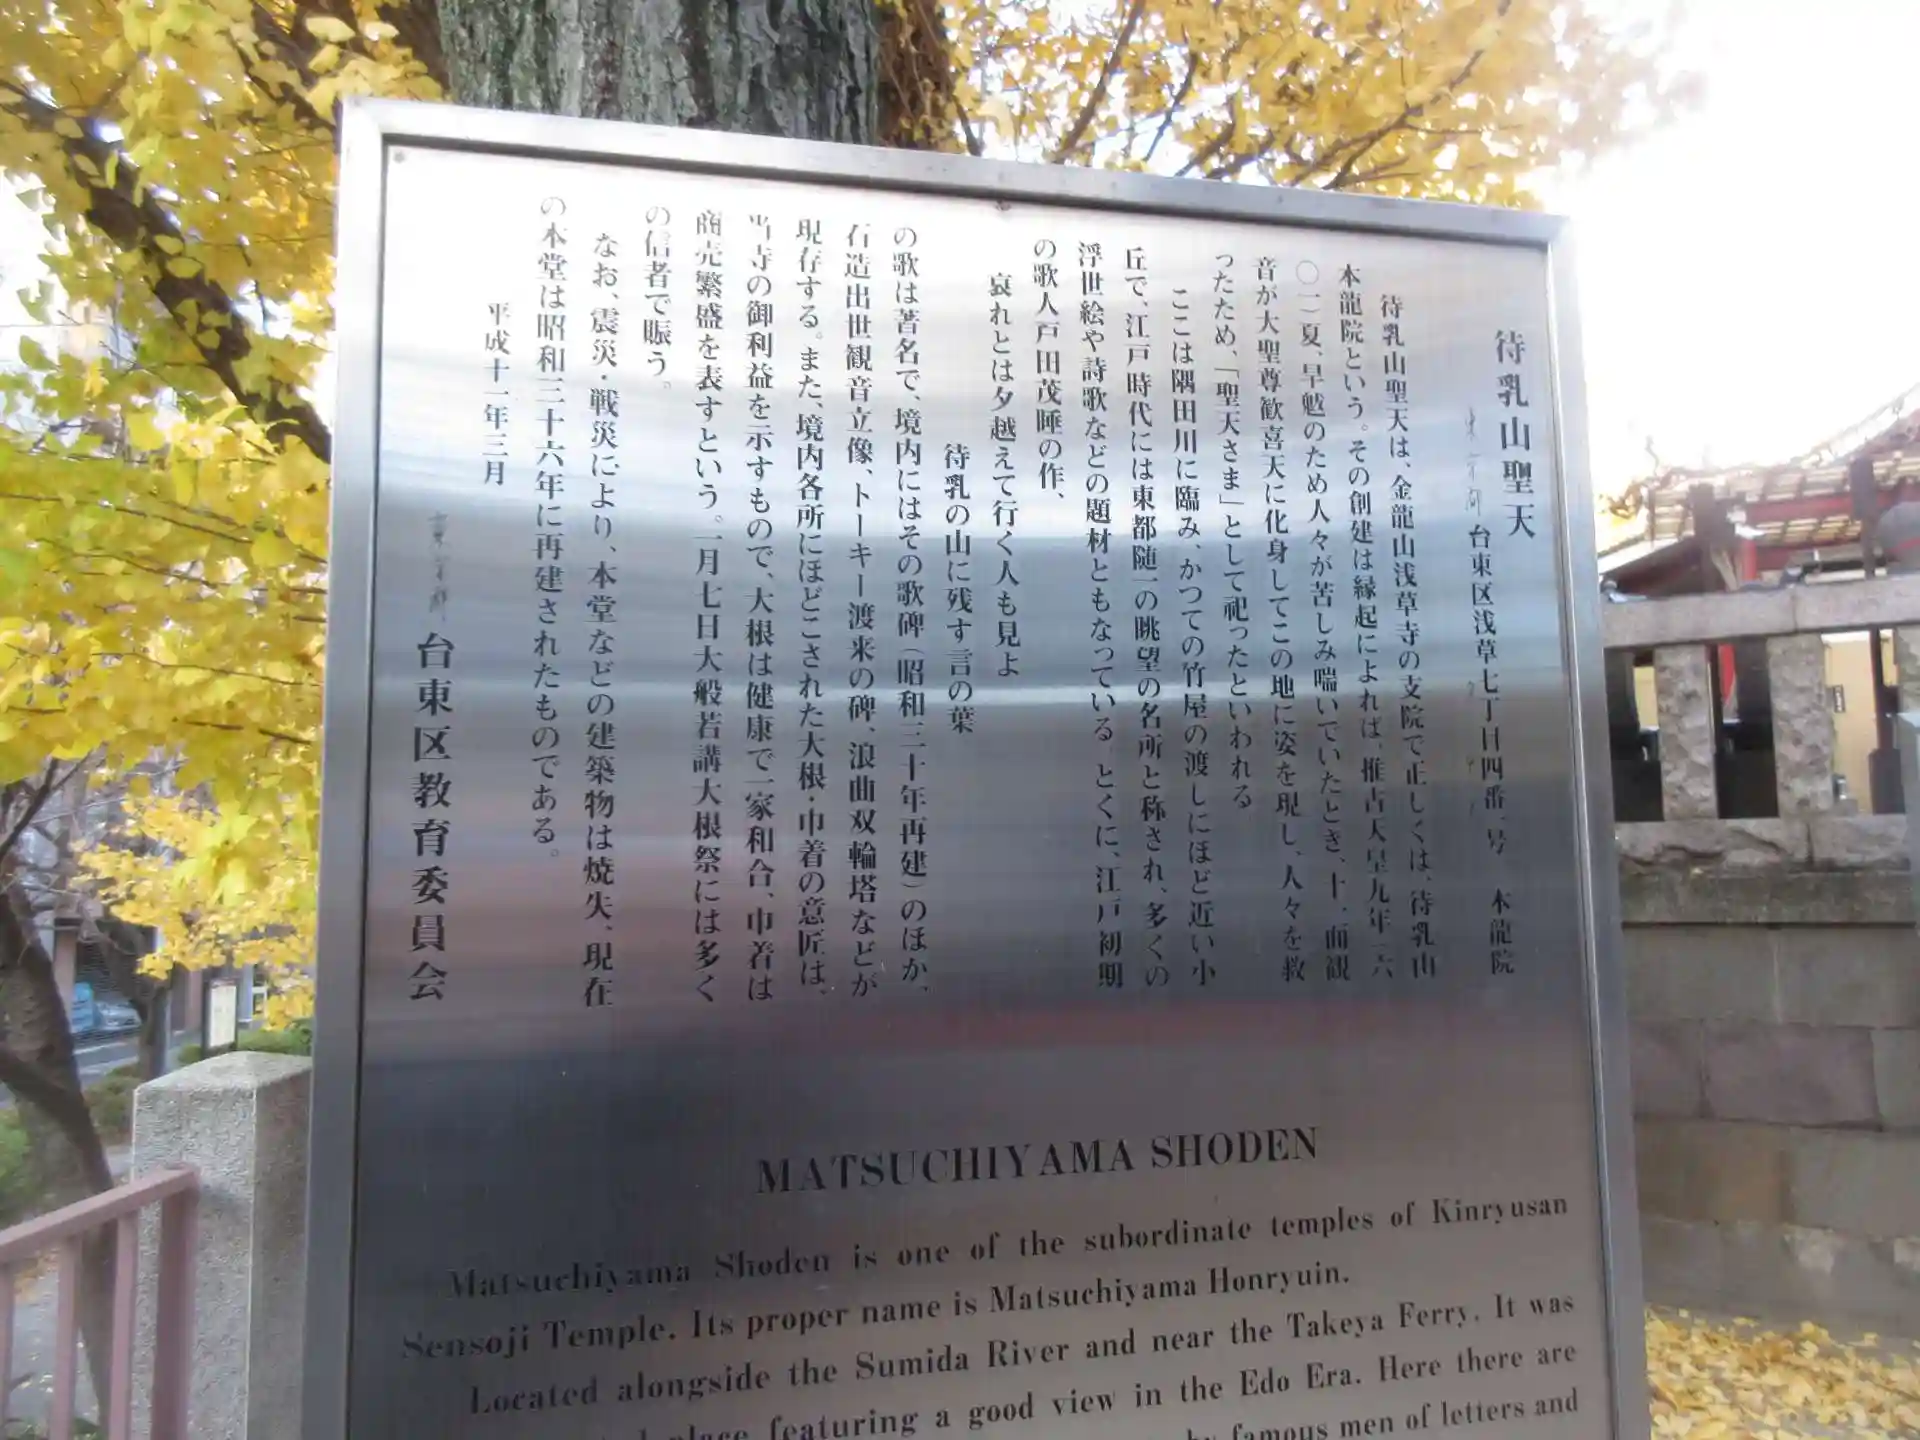 待乳山聖天
台東区浅草七丁目四番一号 本龍院
待乳山聖天は、金龍山浅草寺の支院で正しくは、待乳山
本龍院という。その創建は縁起によれば、推古天皇九年(六
〇一)夏、旱魃のため人々が苦しみ喘いでいたとき、十一面観
音が大聖尊歓喜天に化身してこの地に姿を現し、人々を救
ったため、「聖天さま」として祀ったといわれる
ここは隅田川に臨み、かつての竹屋の渡しにほど近い小
丘で、江戸時代には東都随一の眺望の名所と称され、多くの
浮世絵や詩歌などの題材ともなっている。とくに、江戸初期
の歌人戸田茂睡の作、
哀れとは夕越えて行く人も見よ
待乳の山に残す言の葉
の歌は著名で、境内にはその歌碑(昭和三十年再建)のほか、
石造出世観音立像、トーキー渡来の碑、浪曲双輪塔などが
現存する。また、境内各所にほどこされた大根・巾着の意匠は、
当寺の御利益を示すもので、大根は健康で一家和合、巾着は
商売繁盛を表すという。一月七日大般若講大根祭には多く
の信者で賑う。
なお、震災・戦災により、本堂などの建築物は焼失、現在
の本堂は昭和三十六年に再建されたものである。
平成十一年三月
台東区教育委員会
MATSUCHIYAMA SHODEN
Matsuchiyama Shoden is one of the subordinate temples of Kinryusan
Sensoji Temple. Its proper name is Matsuchiyama Honryuin.
Located alongside the Sumida River and near the Takeya Ferry. It was
place featuring a good view in the Edo Era. Here there are
by famous men of letters and